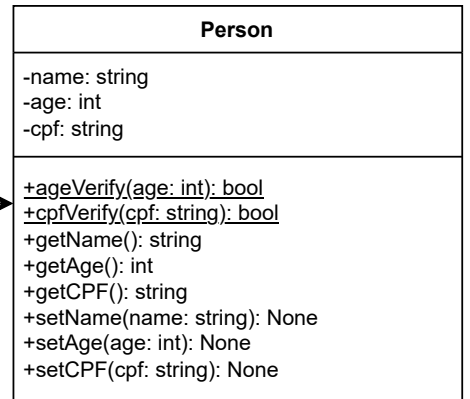 Person
-name: string
-age: int
-cpf: string
+ageVerify(age: int): bool
+cpfVerify(cpf: string): bool
+getName(): string
+getAge(): int
+getCPF(): string
+setName(name: string): None
+setAge(age: int): None
+setCPF(cpf: string): None